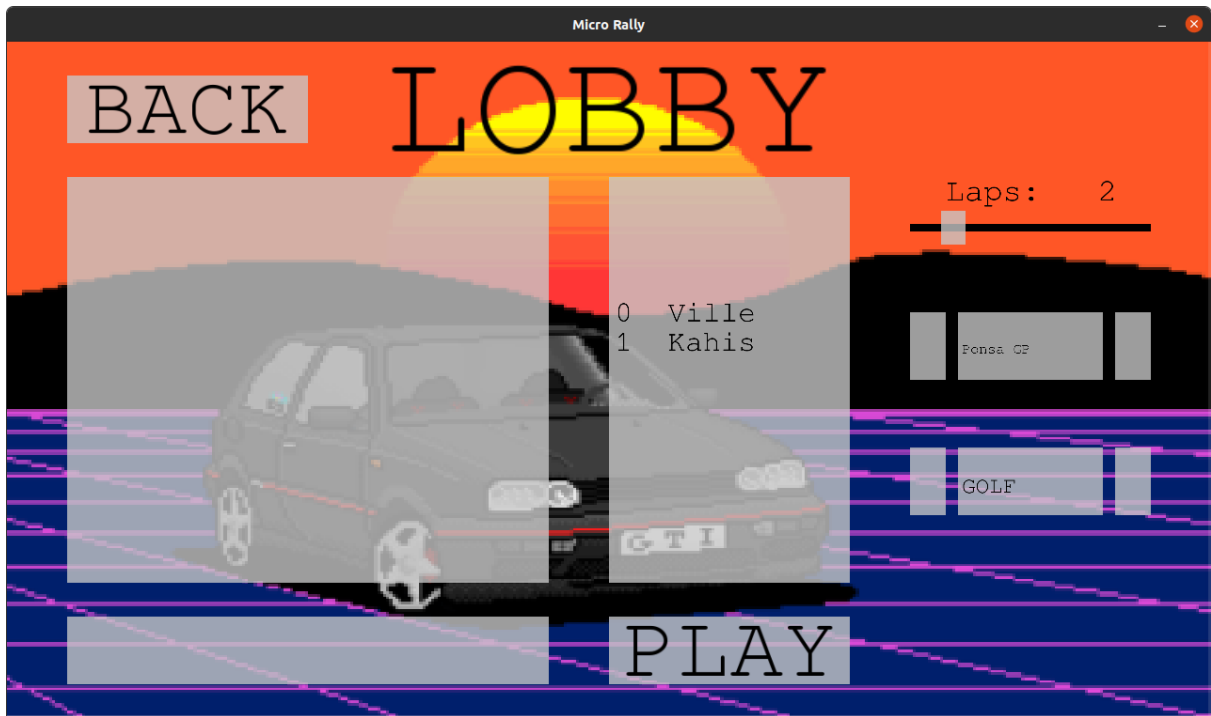 Micro Rally
BACK
LOBBY
Laps: 2
0 Ville
1 Kahis
Ponsa GP
GOLF
GTI
PLAY